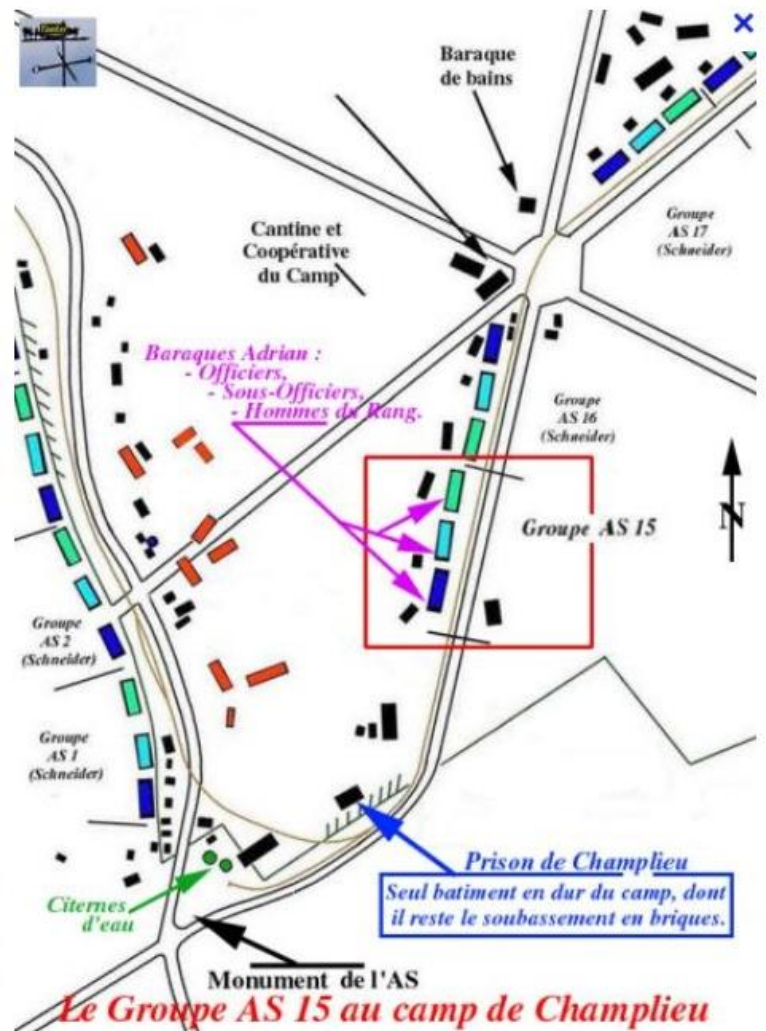 Baraque
de bains
Groupe
AS 17
(Schneider)
Cantine et
Coopérative
du Camp
Baraques Adrian :
- Officiers,
- Sous-Officiers,
- Hommes du Rang.
Groupe
AS 16
(Schneider)
Groupe AS 15
N
Groupe
AS 2
(Schneider)
Groupe
AS 1
(Schneider)
Prison de Champlieu
Seul batiment en dur du camp, dont
il reste le soubassement en briques.
Citernes
d'eau
Monument de l'AS
Le Groupe AS 15 au camp de Champlieu